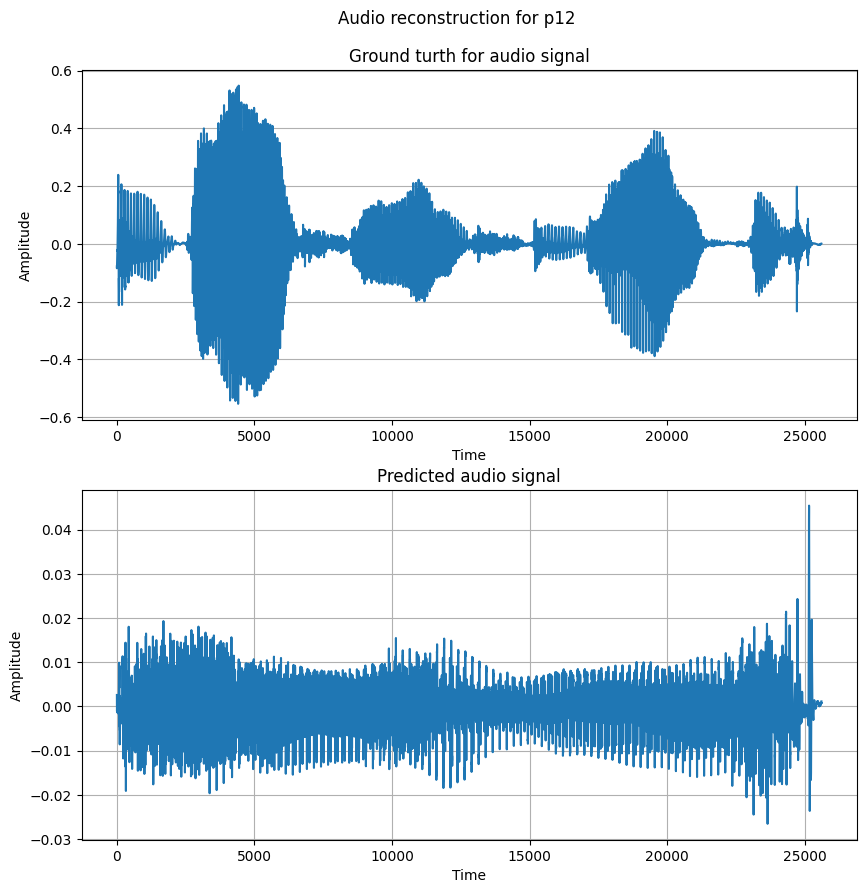 Audio reconstruction for p12
Ground turth for audio signal
0.6
0.4
0.2
0.0
−0.2
−0.4
−0.6
Amplitude
0 5000 10000 15000 20000 25000
Time
Predicted audio signal
0.04
0.03
0.02
0.01
0.00
−0.01
−0.02
−0.03
Amplitude
0 5000 10000 15000 20000 25000
Time